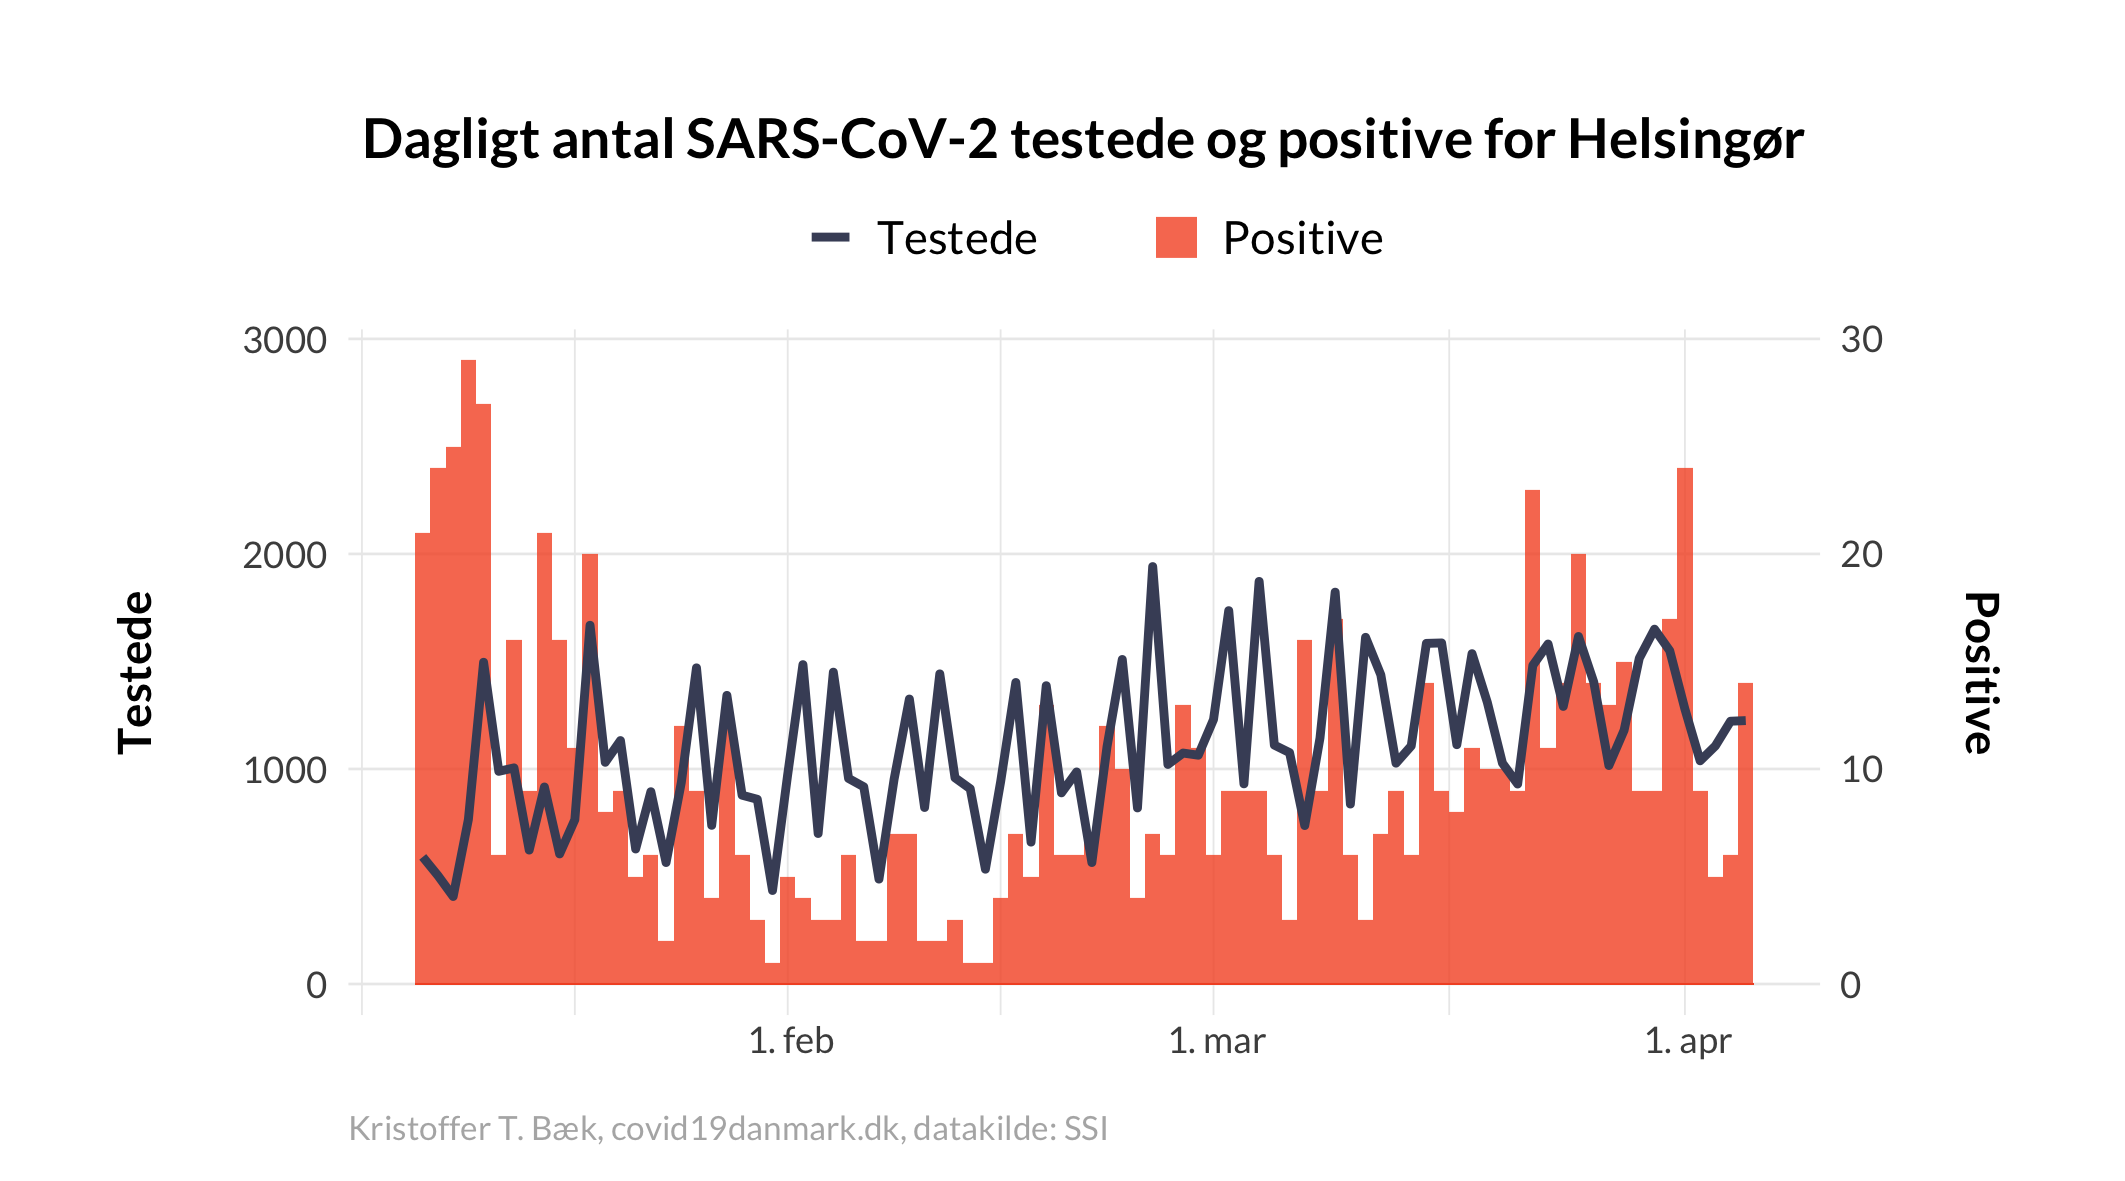 Dagligt antal SARS-CoV-2 testede og positive for Helsingør
Testede Positive
3000
2000
1000
0
Testede
30
20
10
0
Positive
1. feb 1. mar 1. apr
Kristoffer T. Bæk, covid19danmark.dk, datakilde: SSI